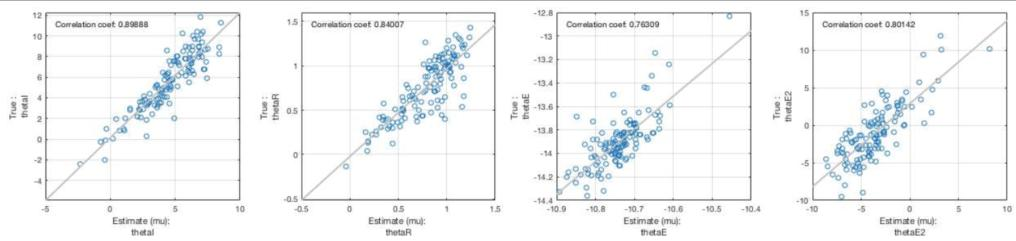 Correlation coef: 0.89888
12
10
8
6
4
2
0
-2
-4
-5
0
5
10
True :
thetaI
Estimate (mu):
thetaI
Correlation coef: 0.84007
1.5
1
0.5
0
-0.5
-0.5
0
0.5
1
1.5
True :
thetaR
Estimate (mu):
thetaR
Correlation coef: 0.76309
-12.8
-13
-13.2
-13.4
-13.6
-13.8
-14
-14.2
-14.4
-10.9
-10.8
-10.7
-10.6
-10.5
-10.4
True :
thetaE
Estimate (mu):
thetaE
Correlation coef: 0.80142
15
10
5
0
-5
-10
-10
-5
0
5
10
True :
thetaE2
Estimate (mu):
thetaE2